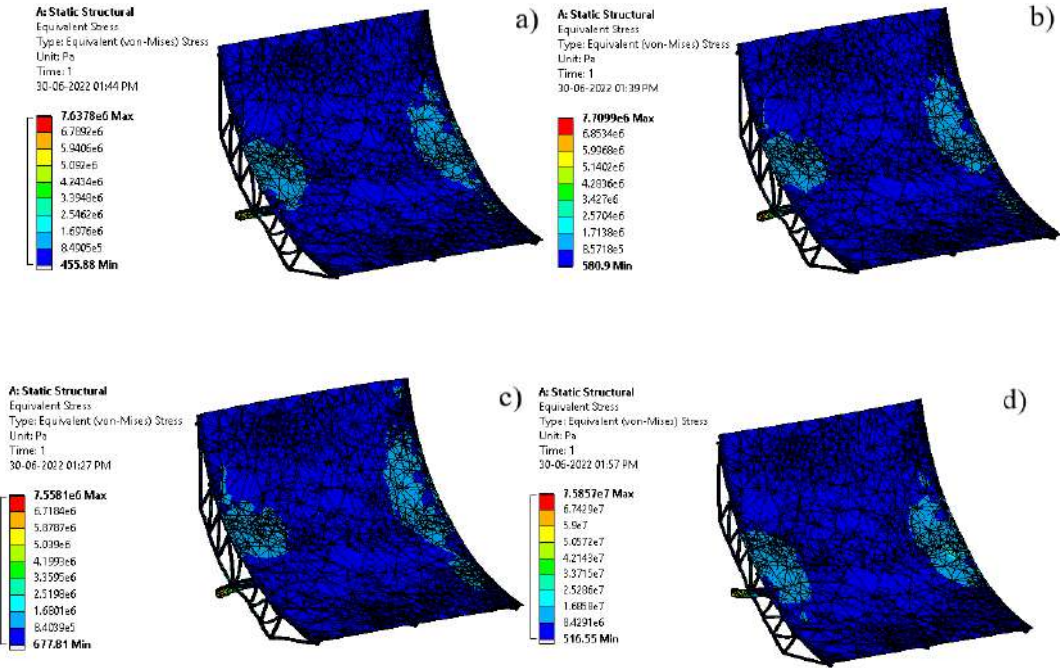 A: Static Structural
Equivalent Stress
Type: Equivalent (von-Mises) Stress
Unit: Pa
Time: 1
30-06-2022 01:44 PM
a)
7.6378e6 Max
6.7892e6
5.9406e6
5.092e6
4.2434e6
3.3948e6
2.5462e6
1.6976e6
8.4905e5
455.88 Min
A: Static Structural
Equivalent Stress
Type: Equivalent (von-Mises) Stress
Unit: Pa
Time: 1
30-06-2022 01:39 PM
b)
7.7099e6 Max
6.8534e6
5.9968e6
5.1402e6
4.2836e6
3.427e6
2.5704e6
1.7138e6
8.5718e5
580.9 Min
A: Static Structural
Equivalent Stress
Type: Equivalent (von-Mises) Stress
Unit: Pa
Time: 1
30-06-2022 01:27 PM
c)
7.5581e6 Max
6.7184e6
5.8787e6
5.039e6
4.1993e6
3.3595e6
2.5198e6
1.6801e6
8.4039e5
677.81 Min
A: Static Structural
Equivalent Stress
Type: Equivalent (von-Mises) Stress
Unit: Pa
Time: 1
30-06-2022 01:57 PM
d)
7.5857e7 Max
6.7429e7
5.9e7
5.0572e7
4.2143e7
3.3715e7
2.5286e7
1.6858e7
8.4291e6
516.55 Min